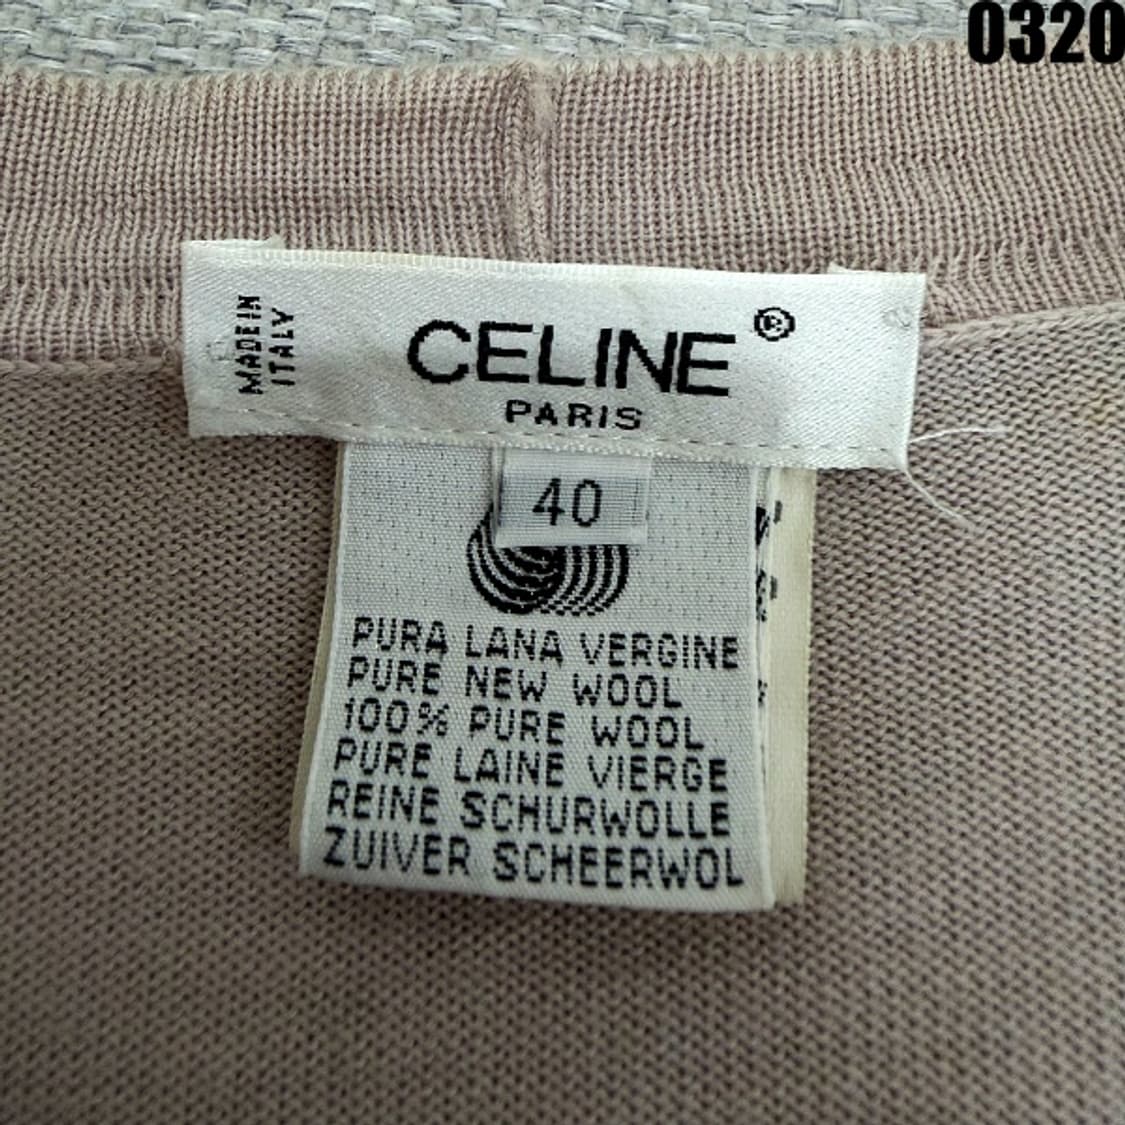 0320
MADE IN
ITALY
CELINE ®
PARIS
40
PURA LANA VERGINE
PURE NEW WOOL
100% PURE WOOL
PURE LAINE VIERGE
REINE SCHURWOLLE
ZUIVER SCHEERWOL